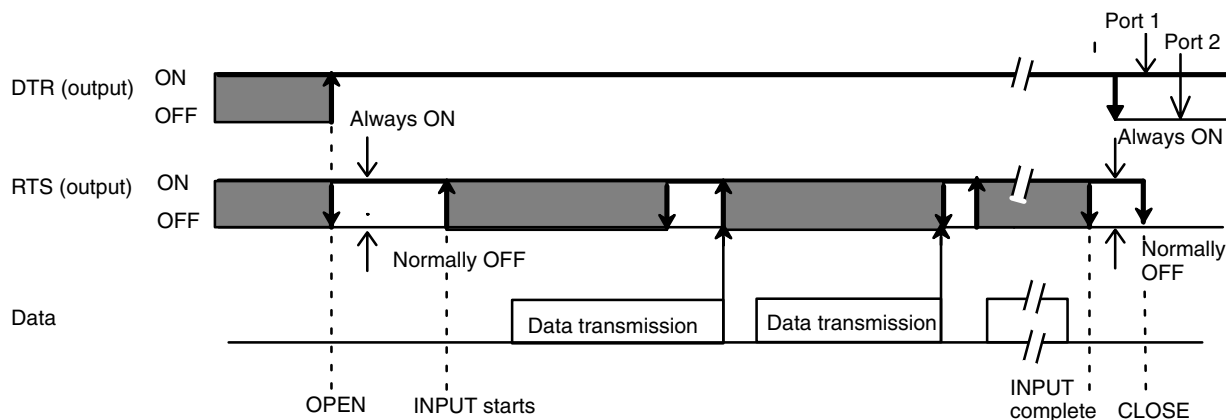 Port 1
Port 2
DTR (output)
ON
OFF
Always ON
Always ON
RTS (output)
ON
OFF
Normally OFF
Normally
OFF
Data
Data transmission
Data transmission
OPEN
INPUT starts
INPUT
complete
CLOSE